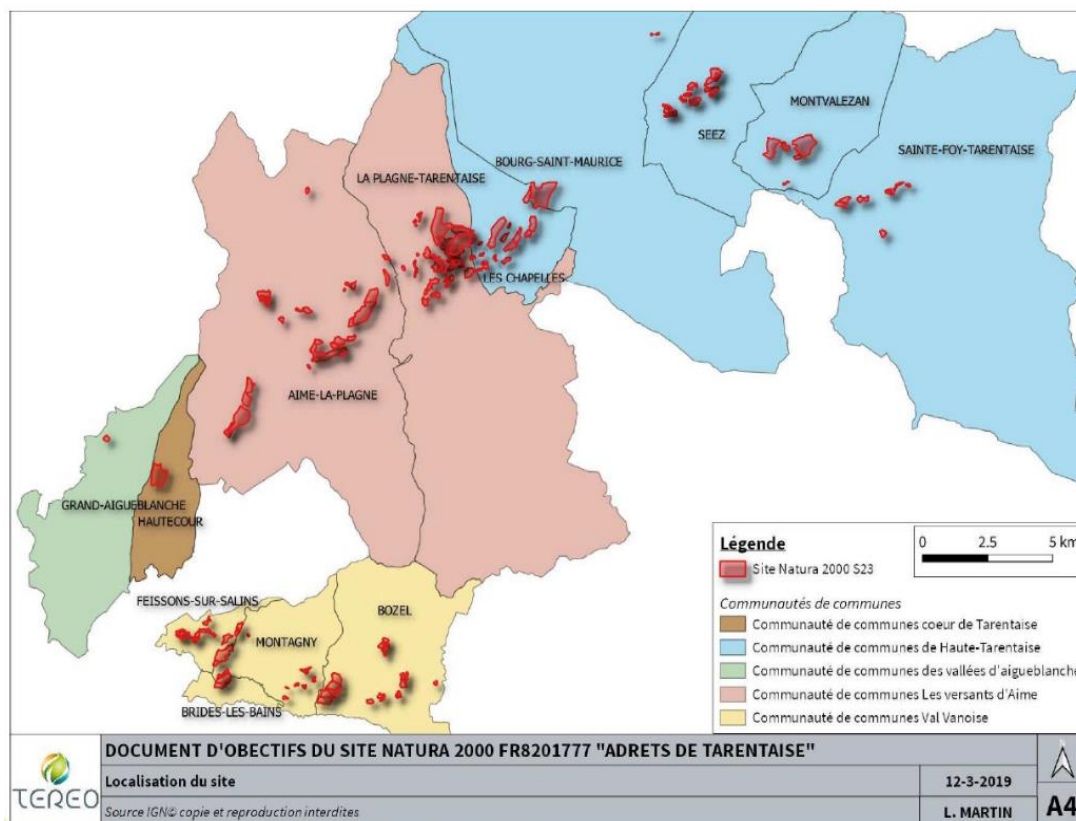 MONTVALEZAN
SEEZ
SAINTE-FOY-TARENTAISE
BOURG-SAINT-MAURICE
LA PLAGNE-TARENTAISE
LES CHAPELLES
AIME-LA-PLAGNE
GRAND-AIGUEBLANCHE
HAUTECOUR
FEISSONS-SUR-SALINS
BOZEL
MONTAGNY
BRIDES-LES-BAINS
Légende
0 2.5 5 km
Site Natura 2000 S23
Communautés de communes
Communauté de communes coeur de Tarentaise
Communauté de communes de Haute-Tarentaise
Communauté de communes des vallées d'aigueblanche
Communauté de communes Les versants d'Aime
Communauté de communes Val Vanoise
TEREO
DOCUMENT D'OBECTIFS DU SITE NATURA 2000 FR8201777 "ADRETS DE TARENTAISE"
Localisation du site
12-3-2019
Source IGN© copie et reproduction interdites
L. MARTIN
A4